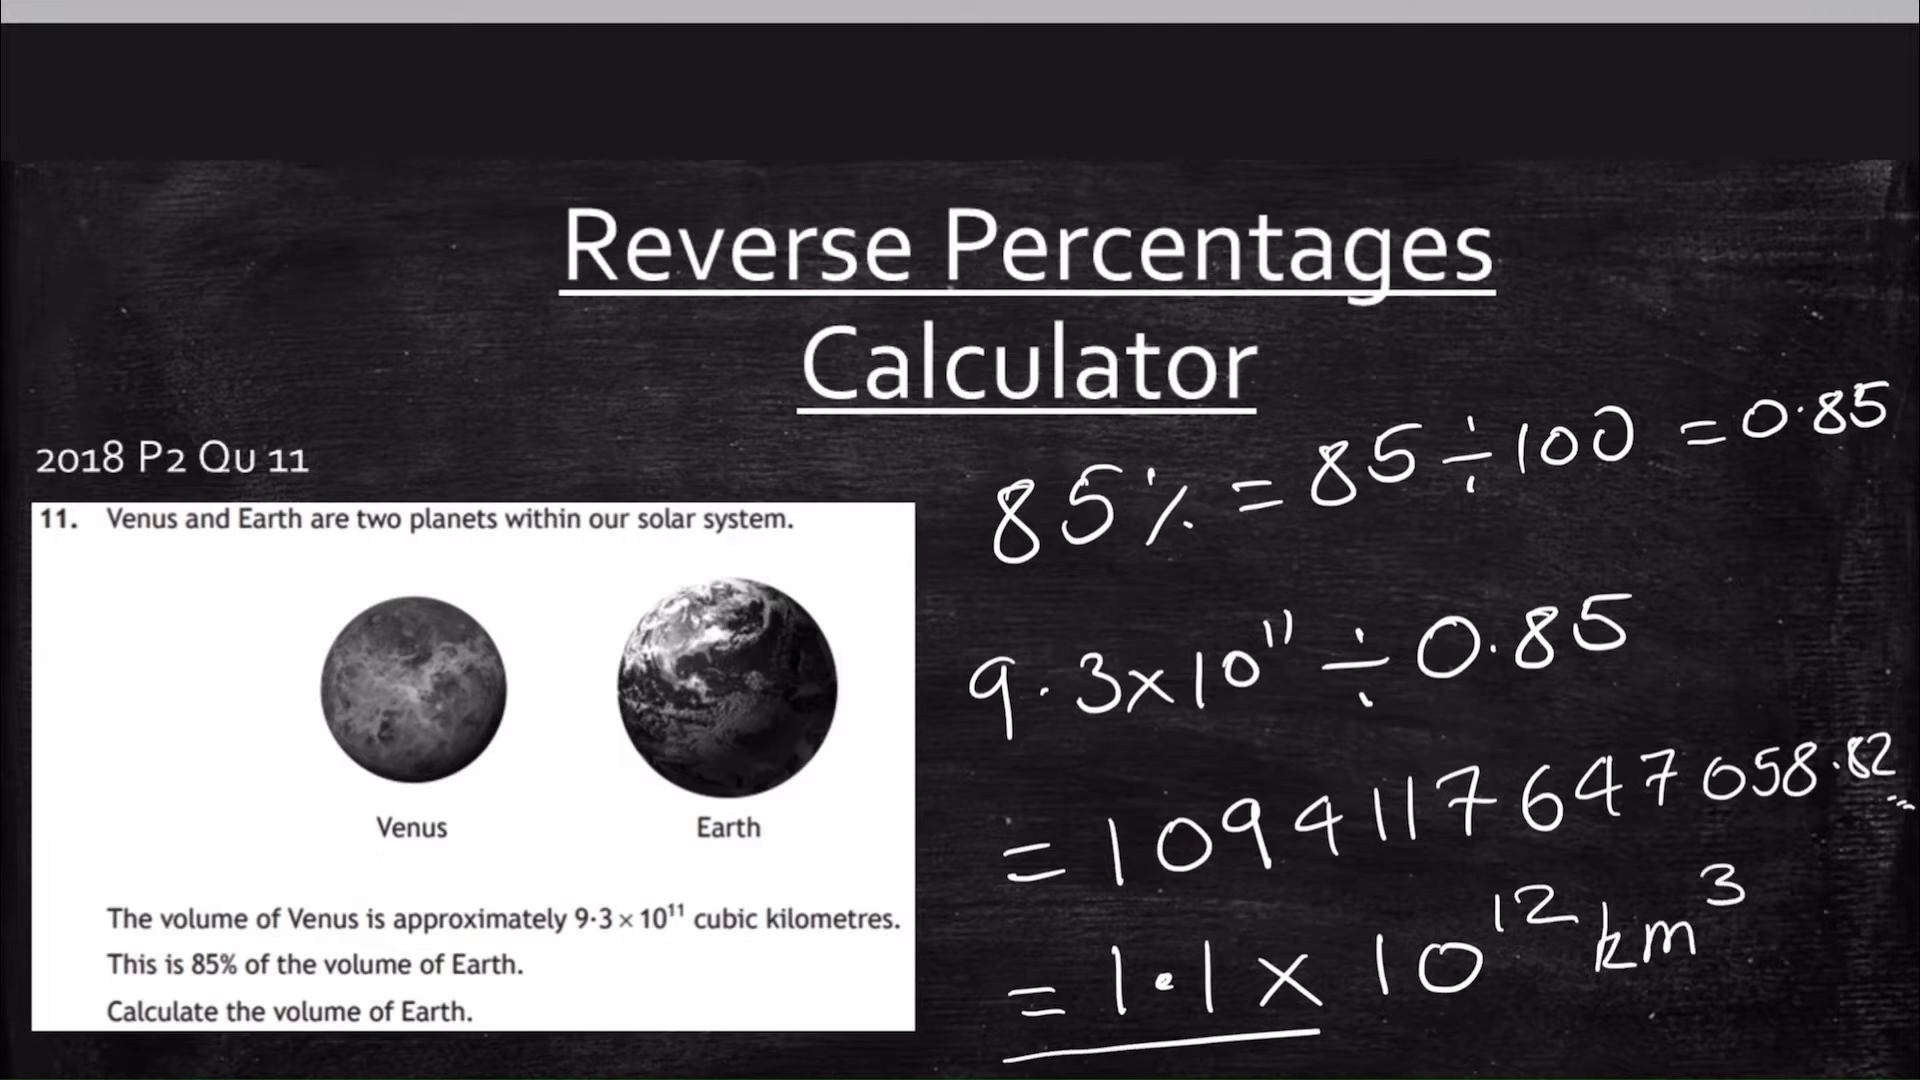 Reverse Percentages
Calculator
2018 P2 Qu 11
11. Venus and Earth are two planets within our solar system.
Venus
Earth
The volume of Venus is approximately 9·3 × 10¹¹ cubic kilometres.
This is 85% of the volume of Earth.
Calculate the volume of Earth.
85% = 85 ÷ 100 = 0·85
9·3 × 10¹¹ ÷ 0·85
= 1094117647058·82...
= 1·1 × 10¹² km³